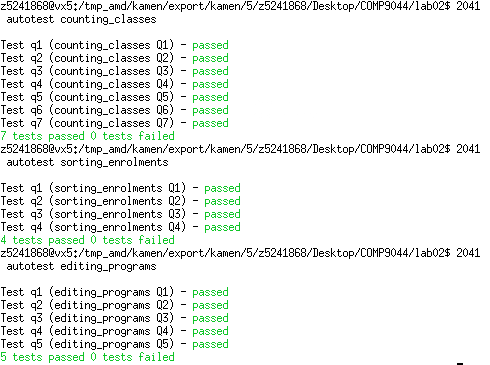 z5241868@vx5:/tmp_amd/kamen/export/kamen/5/z5241868/Desktop/COMP9044/lab02$ 2041
 autotest counting_classes
Test q1 (counting_classes Q1) - passed
Test q2 (counting_classes Q2) - passed
Test q3 (counting_classes Q3) - passed
Test q4 (counting_classes Q4) - passed
Test q5 (counting_classes Q5) - passed
Test q6 (counting_classes Q6) - passed
Test q7 (counting_classes Q7) - passed
7 tests passed 0 tests failed
z5241868@vx5:/tmp_amd/kamen/export/kamen/5/z5241868/Desktop/COMP9044/lab02$ 2041
 autotest sorting_enrolments
Test q1 (sorting_enrolments Q1) - passed
Test q2 (sorting_enrolments Q2) - passed
Test q3 (sorting_enrolments Q3) - passed
Test q4 (sorting_enrolments Q4) - passed
4 tests passed 0 tests failed
z5241868@vx5:/tmp_amd/kamen/export/kamen/5/z5241868/Desktop/COMP9044/lab02$ 2041
 autotest editing_programs
Test q1 (editing_programs Q1) - passed
Test q2 (editing_programs Q2) - passed
Test q3 (editing_programs Q3) - passed
Test q4 (editing_programs Q4) - passed
Test q5 (editing_programs Q5) - passed
5 tests passed 0 tests failed